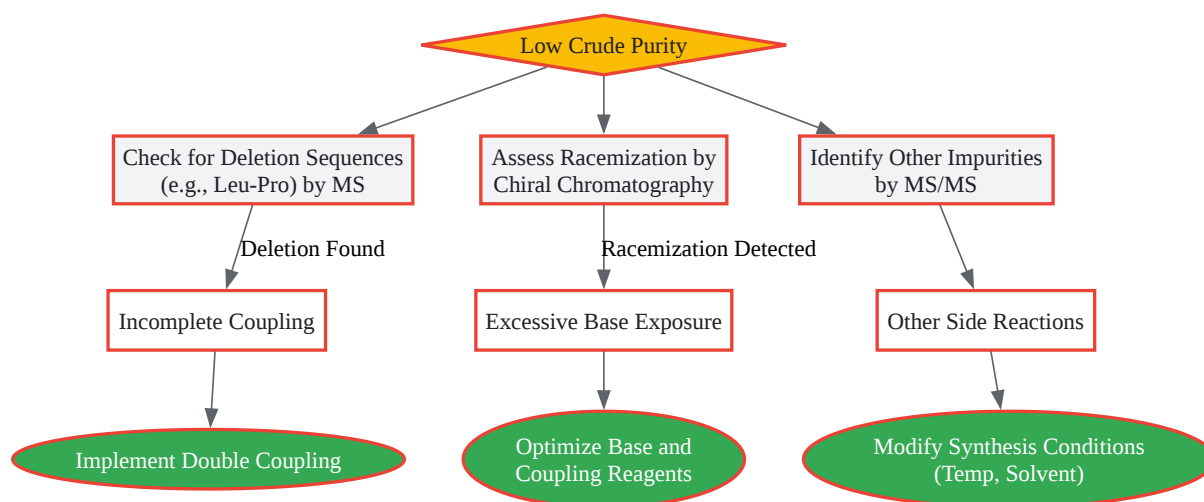 Low Crude Purity
Check for Deletion Sequences
(e.g., Leu-Pro) by MS
Assess Racemization by
Chiral Chromatography
Identify Other Impurities
by MS/MS
Deletion Found
Racemization Detected
Incomplete Coupling
Excessive Base Exposure
Other Side Reactions
Implement Double Coupling
Optimize Base and
Coupling Reagents
Modify Synthesis Conditions
(Temp, Solvent)